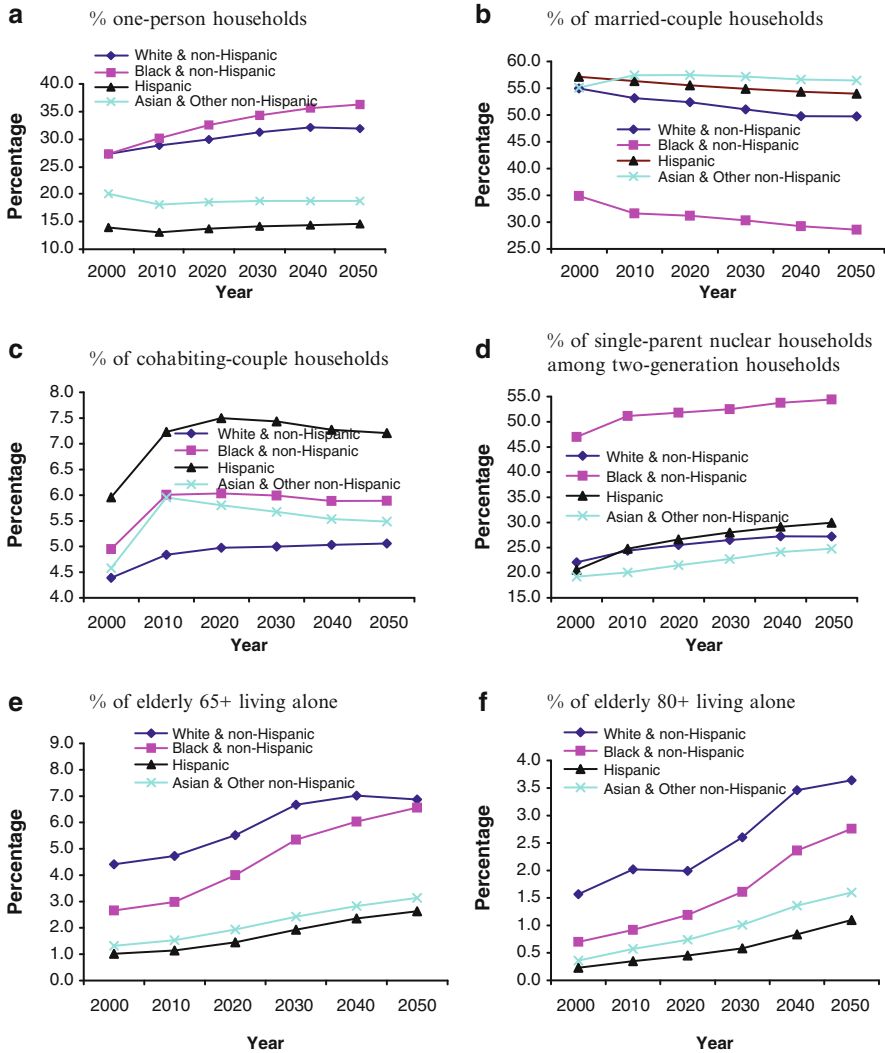 a % one-person households
White & non-Hispanic
Black & non-Hispanic
Hispanic
Asian & Other non-Hispanic
Percentage
40.0
35.0
30.0
25.0
20.0
15.0
10.0
2000 2010 2020 2030 2040 2050
Year
b % of married-couple households
Percentage
60.0
55.0
50.0
45.0
40.0
35.0
30.0
25.0
White & non-Hispanic
Black & non-Hispanic
Hispanic
Asian & Other non-Hispanic
2000 2010 2020 2030 2040 2050
Year
c % of cohabiting-couple households
Percentage
8.0
7.5
7.0
6.5
6.0
5.5
5.0
4.5
4.0
White & non-Hispanic
Black & non-Hispanic
Hispanic
Asian & Other non-Hispanic
2000 2010 2020 2030 2040 2050
Year
d % of single-parent nuclear households
among two-generation households
Percentage
55.0
50.0
45.0
40.0
35.0
30.0
25.0
20.0
15.0
White & non-Hispanic
Black & non-Hispanic
Hispanic
Asian & Other non-Hispanic
2000 2010 2020 2030 2040 2050
Year
e % of elderly 65+ living alone
White & non-Hispanic
Black & non-Hispanic
Hispanic
Asian & Other non-Hispanic
Percentage
9.0
8.0
7.0
6.0
5.0
4.0
3.0
2.0
1.0
0.0
2000 2010 2020 2030 2040 2050
Year
f % of elderly 80+ living alone
White & non-Hispanic
Black & non-Hispanic
Hispanic
Asian & Other non-Hispanic
Percentage
4.0
3.5
3.0
2.5
2.0
1.5
1.0
0.5
0.0
2000 2010 2020 2030 2040 2050
Year